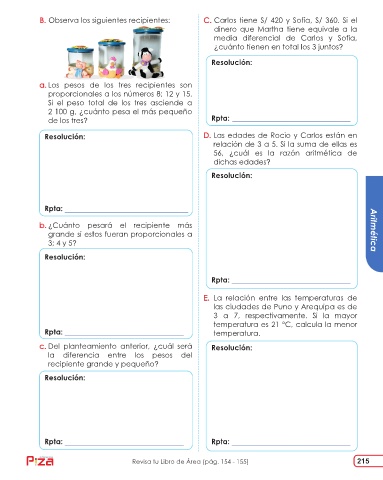 B. Observa los siguientes recipientes:
a. Los pesos de los tres recipientes son
proporcionales a los números 8; 12 y 15.
Si el peso total de los tres asciende a
2 100 g, ¿cuánto pesa el más pequeño
de los tres?
Resolución:
Rpta:
b. ¿Cuánto pesará el recipiente más
grande si estos fueran proporcionales a
3; 4 y 5?
Resolución:
Rpta:
c. Del planteamiento anterior, ¿cuál será
la diferencia entre los pesos del
recipiente grande y pequeño?
Resolución:
Rpta:
C. Carlos tiene S/ 420 y Sofía, S/ 360. Si el
dinero que Martha tiene equivale a la
media diferencial de Carlos y Sofía,
¿cuánto tienen en total los 3 juntos?
Resolución:
Rpta:
D. Las edades de Rocío y Carlos están en
relación de 3 a 5. Si la suma de ellas es
56, ¿cuál es la razón aritmética de
dichas edades?
Resolución:
Rpta:
E. La relación entre las temperaturas de
las ciudades de Puno y Arequipa es de
3 a 7, respectivamente. Si la mayor
temperatura es 21 °C, calcula la menor
temperatura.
Resolución:
Rpta:
Aritmética
Revisa tu Libro de Área (pág. 154 - 155)
215